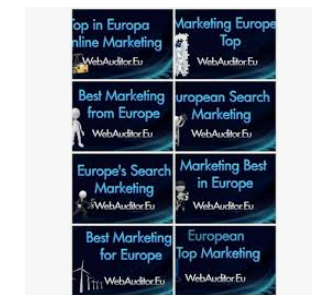 Top in Europa
nline Marketing
WebAuditor.Eu
Marketing Europe
Top
WebAuditor.Eu
Best Marketing
from Europe
WebAuditor.Eu
uropean Search
Marketing
WebAuditor.Eu
Europe's Search
Marketing
WebAuditor.Eu
Marketing Best
in Europe
WebAuditor.Eu
Best Marketing
for Europe
WebAuditor.Eu
European
Top Marketing
WebAuditor.Eu